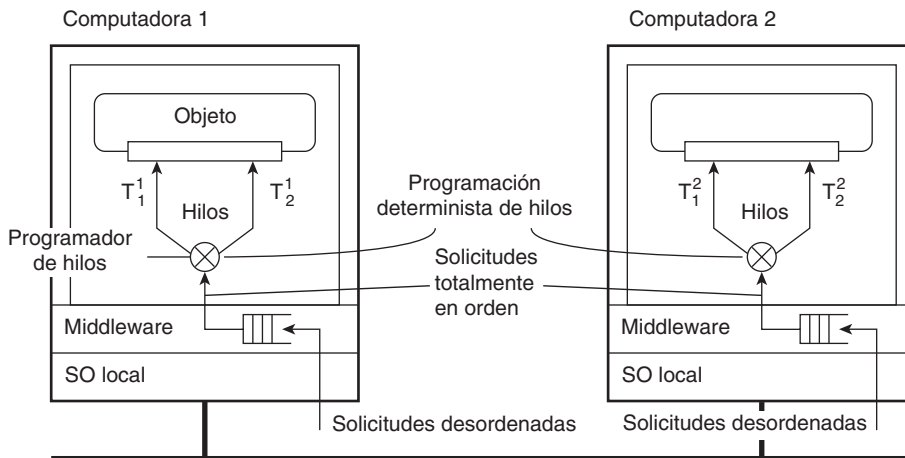 Computadora 1
Computadora 2
Objeto
T₁¹
T₂¹
Hilos
Programador
de hilos
Programación
determinista de hilos
Solicitudes
totalmente
en orden
T₁²
T₂²
Hilos
Middleware
Middleware
SO local
SO local
Solicitudes desordenadas
Solicitudes desordenadas